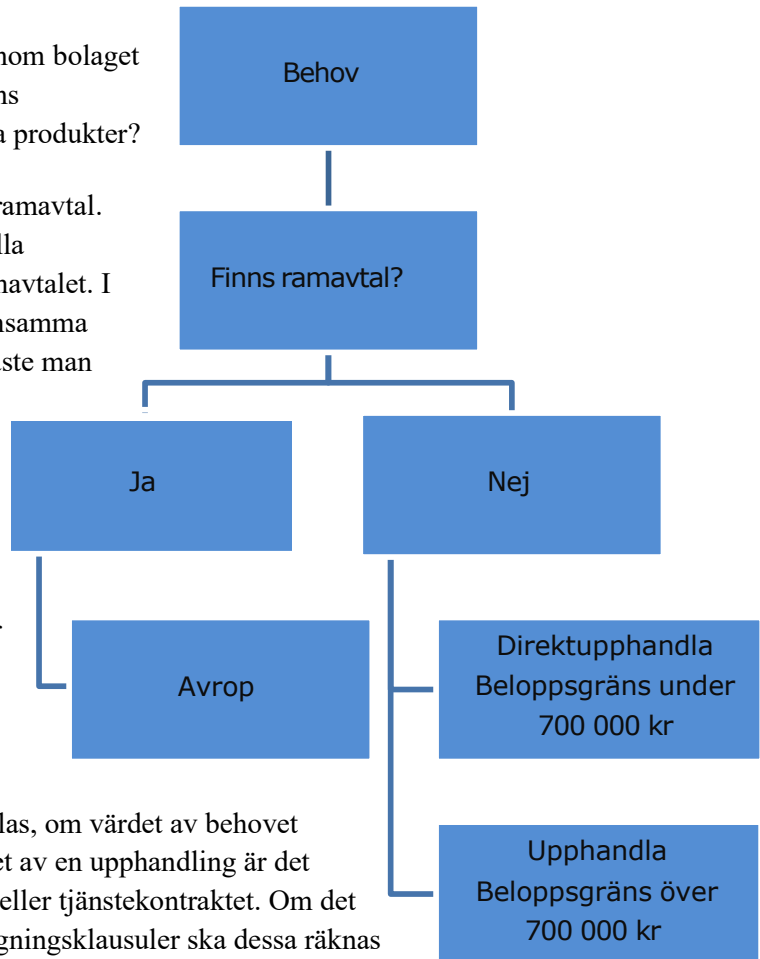 nom bolaget
ns
a produkter?
ramavtal.
lla
navtalet. I
nsamma
ste man
Behov
Finns ramavtal?
Ja
Nej
Avrop
Direktupphandla
Beloppsgräns under
700 000 kr
Upphandla
Beloppsgräns över
700 000 kr
las, om värdet av behovet
et av en upphandling är det
eller tjänstekontraktet. Om det
gningsklausuler ska dessa räknas